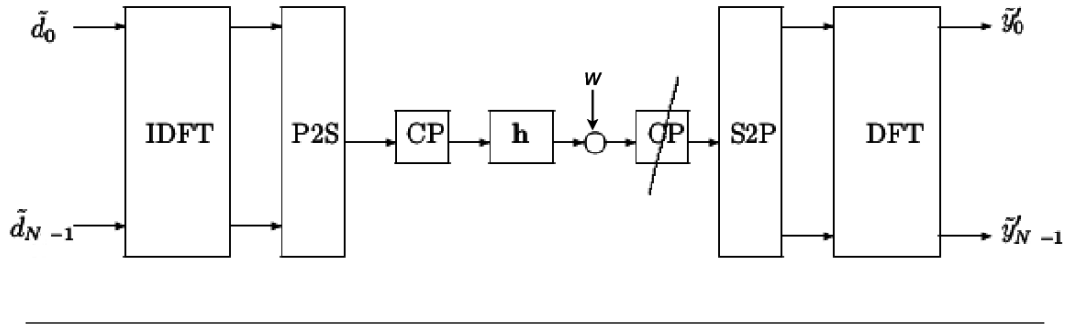 d̃₀ IDFT P2S CP h w CP S2P DFT ỹ′₀
d̃_{N −1} ỹ′_{N −1}